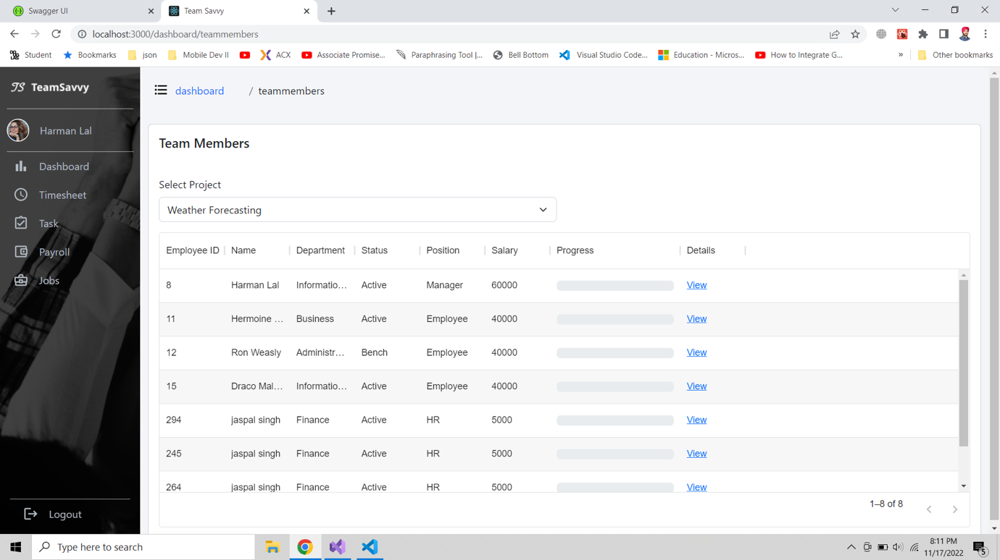 Swagger UI
Team Savvy
localhost:3000/dashboard/teammembers
Student Bookmarks json Mobile Dev II ACX Associate Promise... Paraphrasing Tool |... Bell Bottom Visual Studio Code... Education - Micros... How to Integrate G... » Other bookmarks
TS TeamSavvy
Harman Lal
Dashboard
Timesheet
Task
Payroll
Jobs
Logout
dashboard / teammembers
Team Members
Select Project
Weather Forecasting
Employee ID Name Department Status Position Salary Progress Details
8 Harman Lal Informatio... Active Manager 60000 View
11 Hermoine ... Business Active Employee 40000 View
12 Ron Weasly Administr... Bench Employee 40000 View
15 Draco Mal... Informatio... Active Employee 40000 View
294 jaspal singh Finance Active HR 5000 View
245 jaspal singh Finance Active HR 5000 View
264 jaspal singh Finance Active HR 5000 View
1–8 of 8
Type here to search
8:11 PM
11/17/2022
5